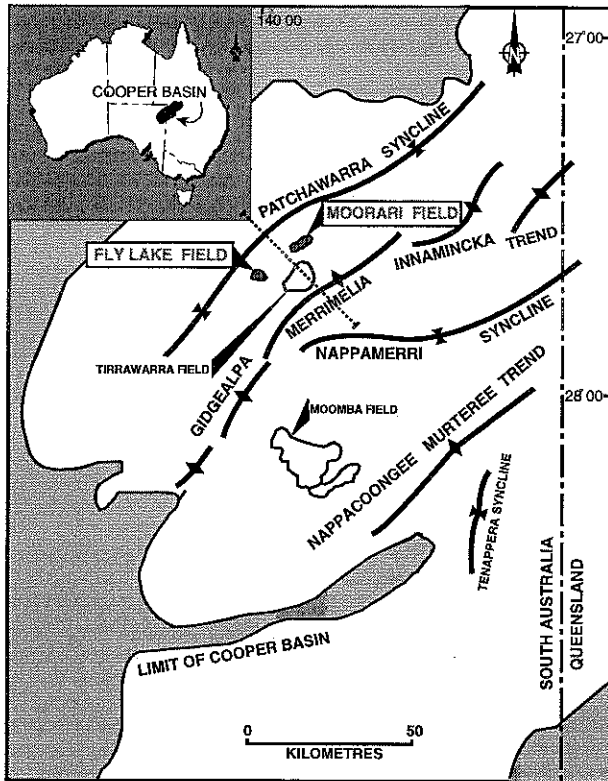 140°00'
27°00'
N
COOPER BASIN
PATCHAWARRA SYNCLINE
MOORARI FIELD
INNAMINCKA TREND
FLY LAKE FIELD
MERRIMELIA
GIDGEALPA
TIRRAWARRA FIELD
NAPPAMERRI SYNCLINE
28°00'
MOOMBA FIELD
NAPPACOONGEE MURTEREE TREND
TENAPPERA SYNCLINE
SOUTH AUSTRALIA
QUEENSLAND
LIMIT OF COOPER BASIN
0 50
KILOMETRES